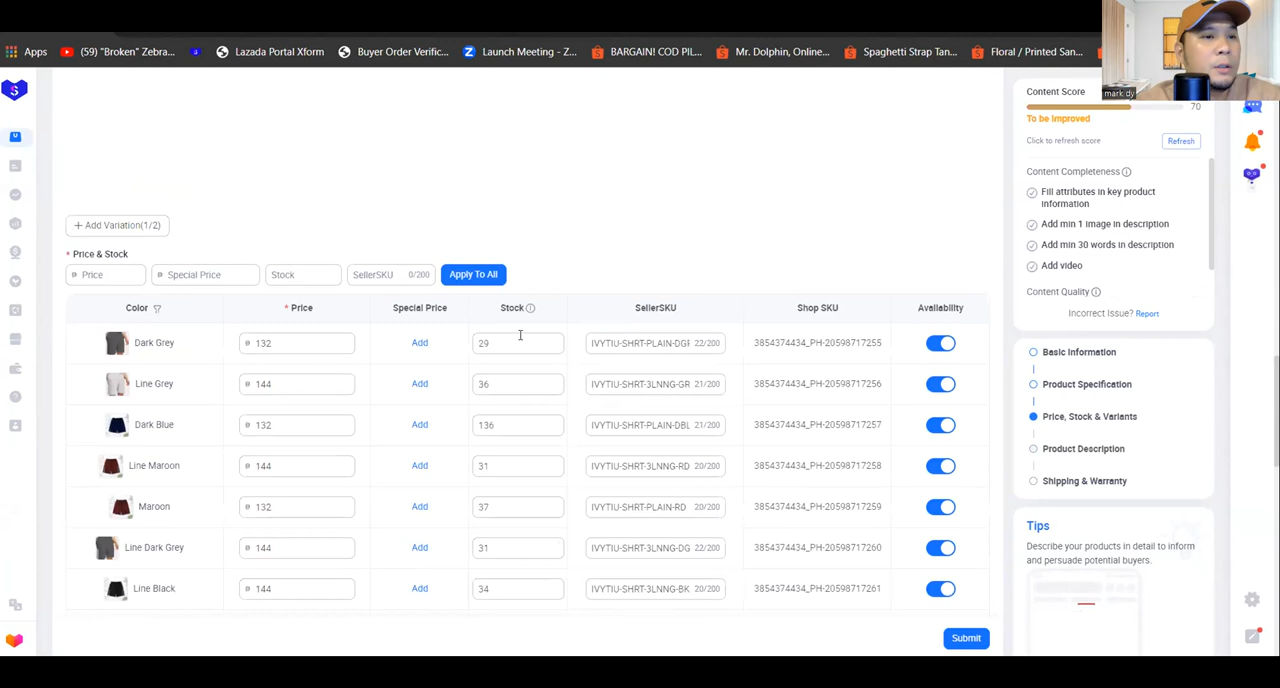 Apps
(59) "Broken" Zebra...
Lazada Portal Xform
Buyer Order Verific...
Launch Meeting - Z...
BARGAIN! COD PIL...
Mr. Dolphin, Online...
Spaghetti Strap Tan...
Floral / Printed San...
mark dy
Content Score
70
To be Improved
Click to refresh score
Refresh
Content Completeness
Fill attributes in key product
information
Add min 1 image in description
Add min 30 words in description
Add video
Content Quality
Incorrect Issue? Report
+ Add Variation(1/2)
* Price & Stock
₱ Price
₱ Special Price
Stock
SellerSKU 0/200
Apply To All
Color * Price Special Price Stock SellerSKU Shop SKU Availability
Dark Grey ₱ 132 Add 29 IVYTIU-SHRT-PLAIN-DGF 22/200 3854374434_PH-20598717255
Line Grey ₱ 144 Add 36 IVYTIU-SHRT-3LNNG-GR 21/200 3854374434_PH-20598717256
Dark Blue ₱ 132 Add 136 IVYTIU-SHRT-PLAIN-DBL 21/200 3854374434_PH-20598717257
Line Maroon ₱ 144 Add 31 IVYTIU-SHRT-3LNNG-RD 20/200 3854374434_PH-20598717258
Maroon ₱ 132 Add 37 IVYTIU-SHRT-PLAIN-RD 20/200 3854374434_PH-20598717259
Line Dark Grey ₱ 144 Add 31 IVYTIU-SHRT-3LNNG-DG 22/200 3854374434_PH-20598717260
Line Black ₱ 144 Add 34 IVYTIU-SHRT-3LNNG-BK 20/200 3854374434_PH-20598717261
Submit
Basic Information
Product Specification
Price, Stock & Variants
Product Description
Shipping & Warranty
Tips
Describe your products in detail to inform
and persuade potential buyers.